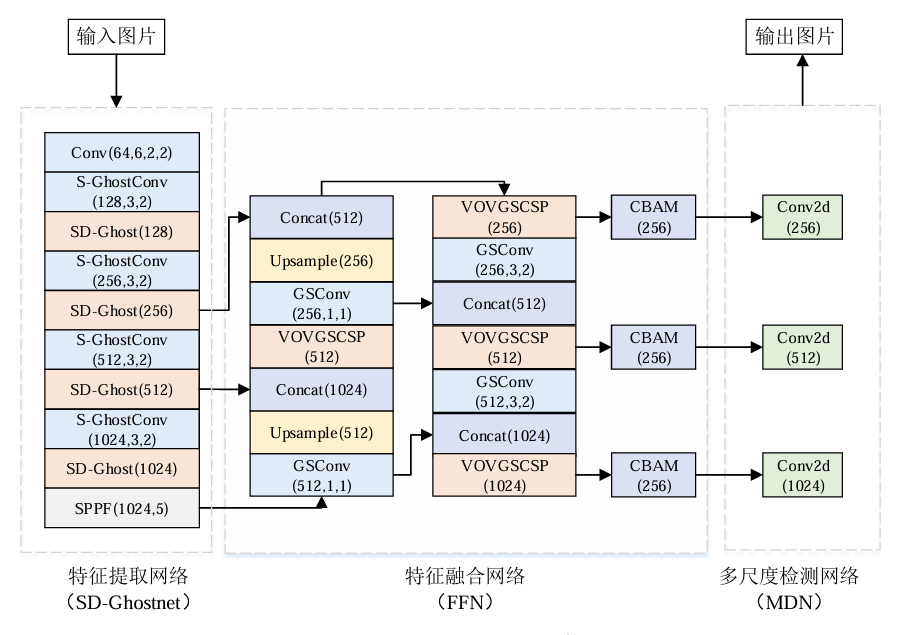 输入图片
输出图片
Conv(64,6,2,2)
S-GhostConv
(128,3,2)
SD-Ghost(128)
S-GhostConv
(256,3,2)
SD-Ghost(256)
S-GhostConv
(512,3,2)
SD-Ghost(512)
S-GhostConv
(1024,3,2)
SD-Ghost(1024)
SPPF(1024,5)
Concat(512)
Upsample(256)
GSConv
(256,1,1)
VOVGSCSP
(512)
Concat(1024)
Upsample(512)
GSConv
(512,1,1)
VOVGSCSP
(256)
GSConv
(256,3,2)
Concat(512)
VOVGSCSP
(512)
GSConv
(512,3,2)
Concat(1024)
VOVGSCSP
(1024)
CBAM
(256)
CBAM
(256)
CBAM
(256)
Conv2d
(256)
Conv2d
(512)
Conv2d
(1024)
特征提取网络
（SD-Ghostnet）
特征融合网络
（FFN）
多尺度检测网络
（MDN）